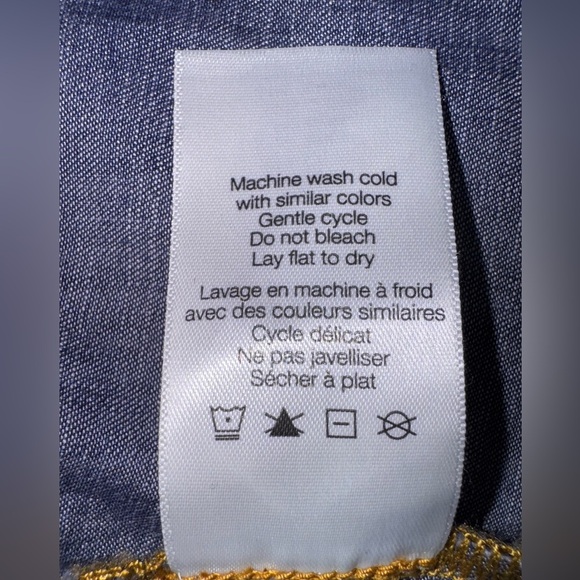 Machine wash cold
with similar colors
Gentle cycle
Do not bleach
Lay flat to dry
Lavage en machine à froid
avec des couleurs similaires
Cycle délicat
Ne pas javelliser
Sécher à plat